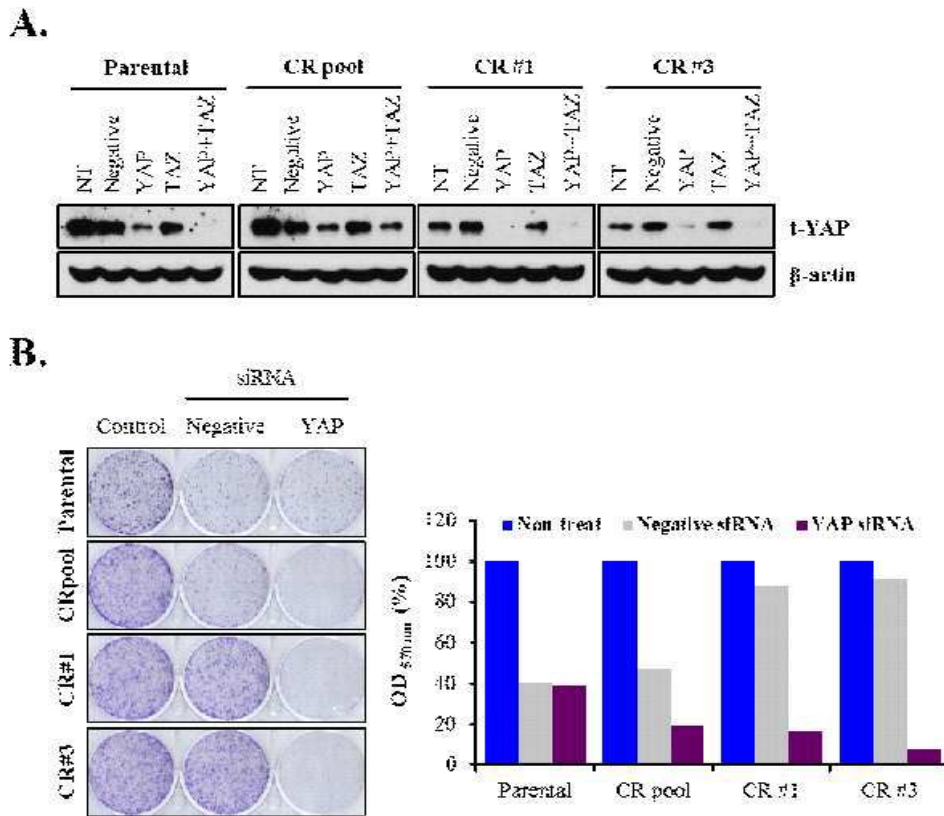 A.
Parental CR pool CR #1 CR #3
NT Negative YAP TAZ YAP+TAZ NT Negative YAP TAZ YAP+TAZ NT Negative YAP TAZ YAP+TAZ NT Negative YAP TAZ YAP+TAZ
t-YAP
β-actin
B.
siRNA
Control Negative YAP
Parental
CRpool
CR#1
CR#3
120
100
80
60
40
20
0
OD 570nm (%)
Non-treat Negative siRNA YAP siRNA
Parental CR pool CR #1 CR #3